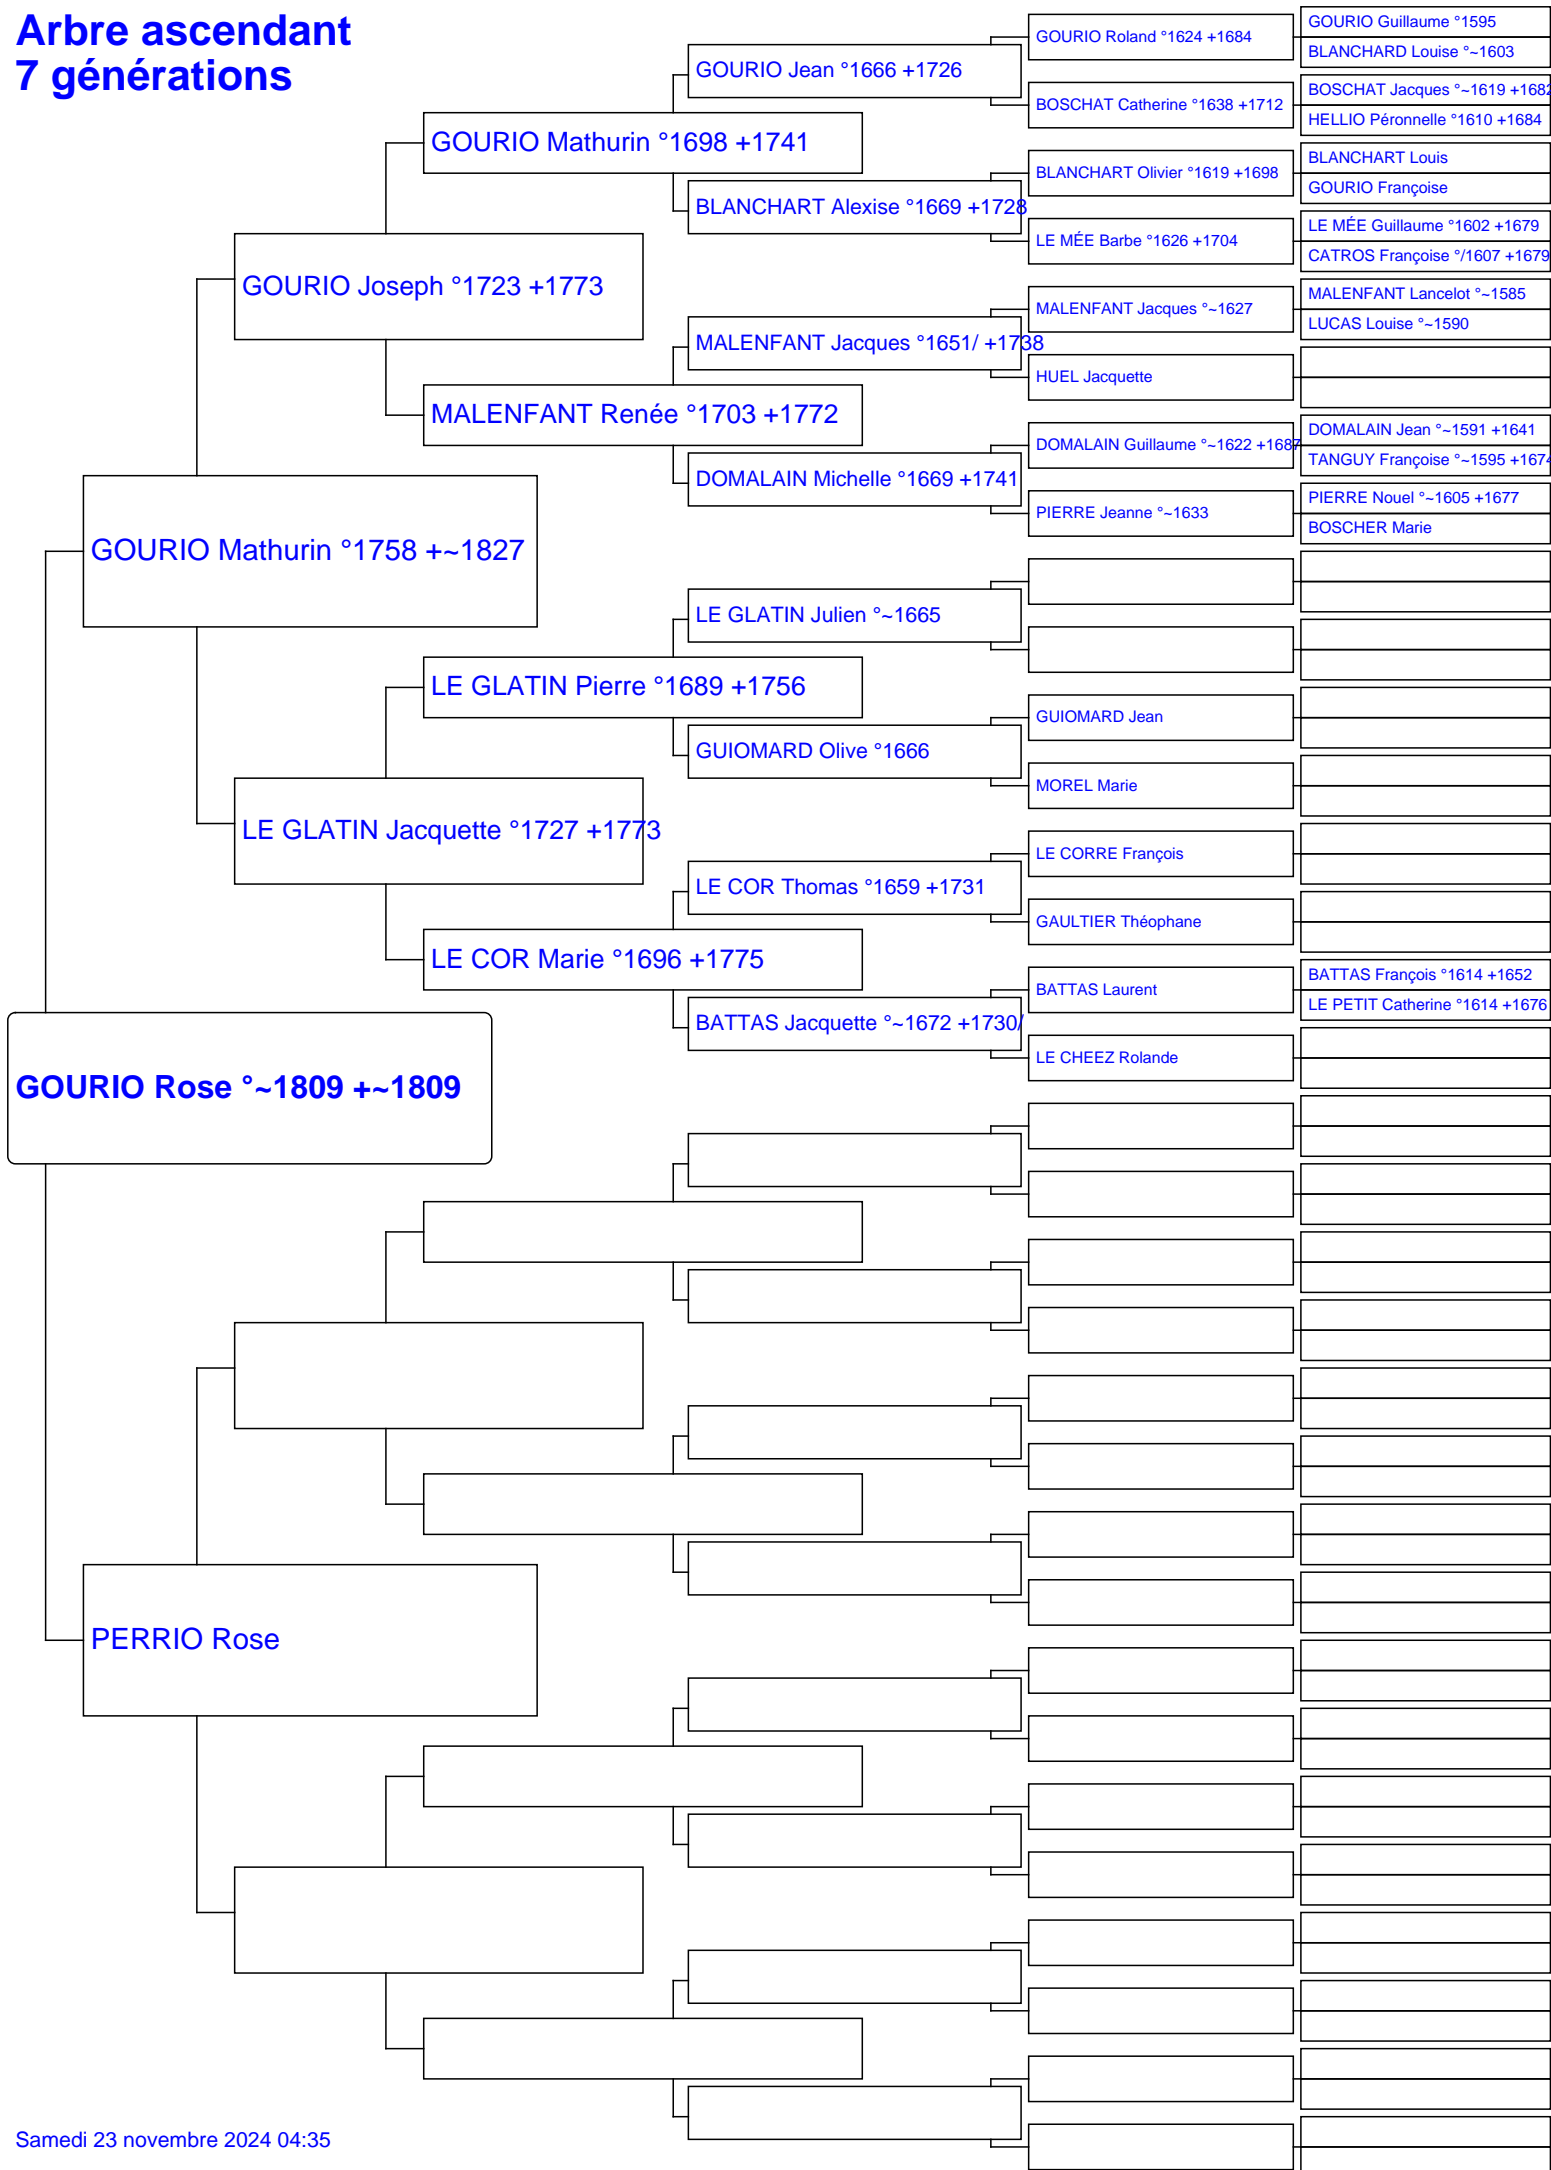 Arbre ascendant
7 générations
GOURIO Rose °~1809 +~1809
GOURIO Mathurin °1758 +~1827
PERRIO Rose
GOURIO Joseph °1723 +1773
LE GLATIN Jacquette °1727 +1773
GOURIO Mathurin °1698 +1741
MALENFANT Renée °1703 +1772
LE GLATIN Pierre °1689 +1756
LE COR Marie °1696 +1775
GOURIO Jean °1666 +1726
BLANCHART Alexise °1669 +1728
MALENFANT Jacques °1651/ +1738
DOMALAIN Michelle °1669 +1741
LE GLATIN Julien °~1665
GUIOMARD Olive °1666
LE COR Thomas °1659 +1731
BATTAS Jacquette °~1672 +1730/
GOURIO Roland °1624 +1684
BOSCHAT Catherine °1638 +1712
BLANCHART Olivier °1619 +1698
LE MÉE Barbe °1626 +1704
MALENFANT Jacques °~1627
HUEL Jacquette
DOMALAIN Guillaume °~1622 +1687
PIERRE Jeanne °~1633
GUIOMARD Jean
MOREL Marie
LE CORRE François
GAULTIER Théophane
BATTAS Laurent
LE CHEEZ Rolande
GOURIO Guillaume °1595
BLANCHARD Louise °~1603
BOSCHAT Jacques °~1619 +1682
HELLIO Péronnelle °1610 +1684
BLANCHART Louis
GOURIO Françoise
LE MÉE Guillaume °1602 +1679
CATROS Françoise °/1607 +1679
MALENFANT Lancelot °~1585
LUCAS Louise °~1590
DOMALAIN Jean °~1591 +1641
TANGUY Françoise °~1595 +1674
PIERRE Nouel °~1605 +1677
BOSCHER Marie
BATTAS François °1614 +1652
LE PETIT Catherine °1614 +1676
Samedi 23 novembre 2024 04:35